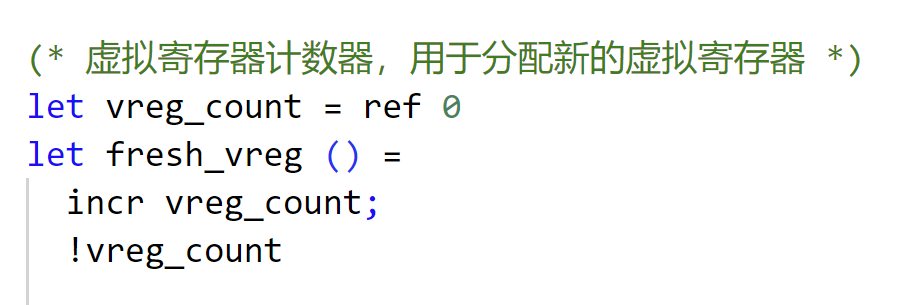 (* 虚拟寄存器计数器，用于分配新的虚拟寄存器 *)
let vreg_count = ref 0
let fresh_vreg () =
  incr vreg_count;
  !vreg_count